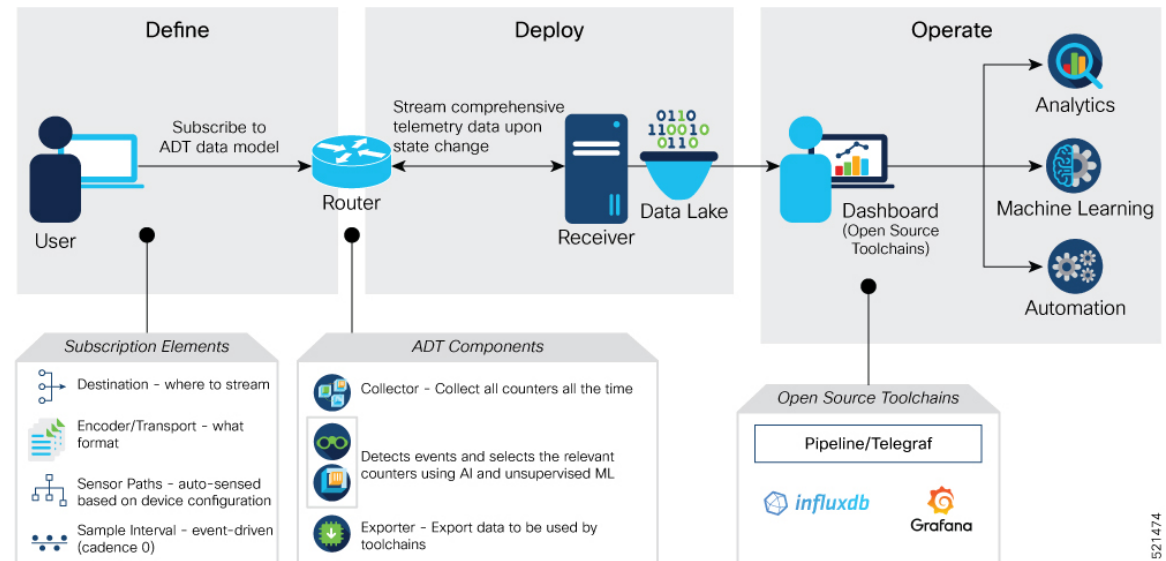 Define
Deploy
Operate
Subscribe to
ADT data model
User
Router
Stream comprehensive
telemetry data upon
state change
Receiver
0110
110010
0110
Data Lake
Dashboard
(Open Source
Toolchains)
Analytics
Machine Learning
Automation
Subscription Elements
Destination - where to stream
Encoder/Transport - what
format
Sensor Paths - auto-sensed
based on device configuration
Sample Interval - event-driven
(cadence 0)
ADT Components
Collector - Collect all counters all the time
Detects events and selects the relevant
counters using AI and unsupervised ML
Exporter - Export data to be used by
toolchains
Open Source Toolchains
Pipeline/Telegraf
influxdb
Grafana
521474